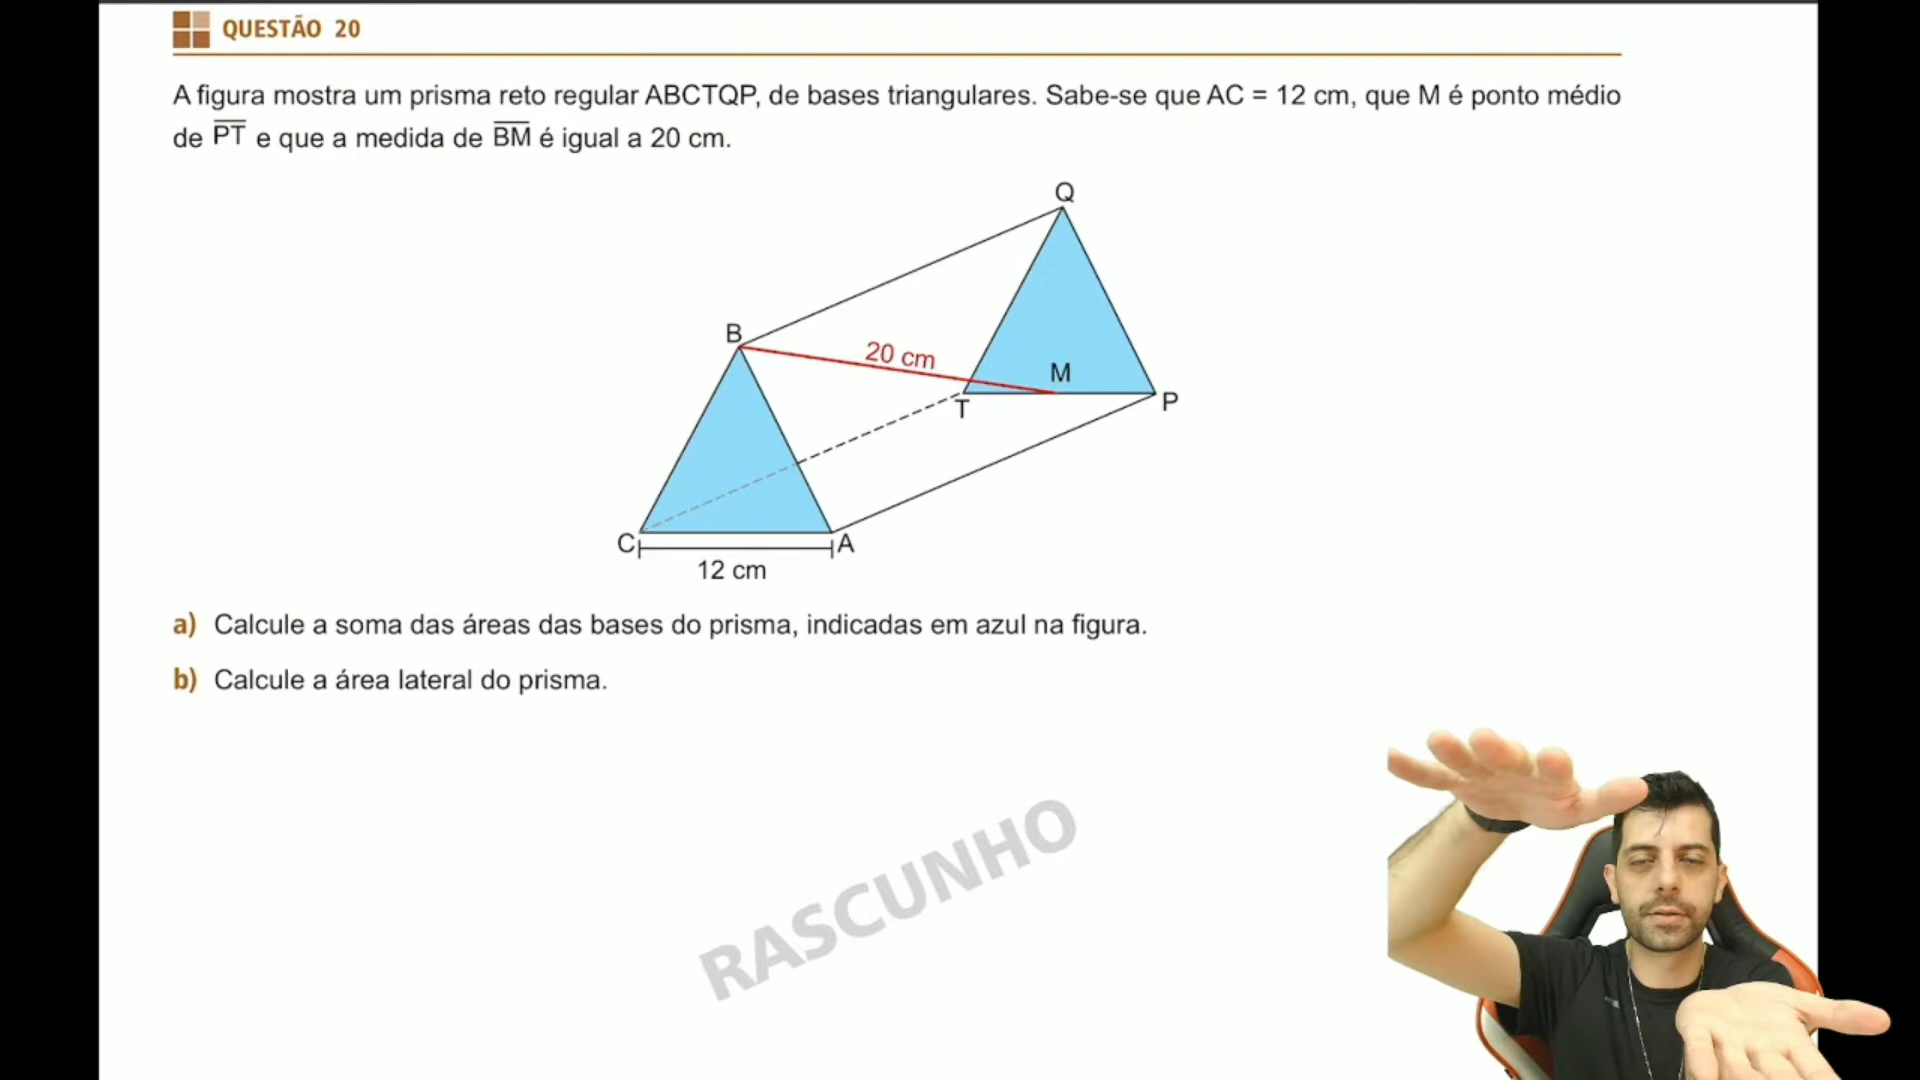 QUESTÃO 20
A figura mostra um prisma reto regular ABCTQP, de bases triangulares. Sabe-se que AC = 12 cm, que M é ponto médio
de PT e que a medida de BM é igual a 20 cm.
Q
B
20 cm
M
T
P
C
A
12 cm
a) Calcule a soma das áreas das bases do prisma, indicadas em azul na figura.
b) Calcule a área lateral do prisma.
RASCUNHO